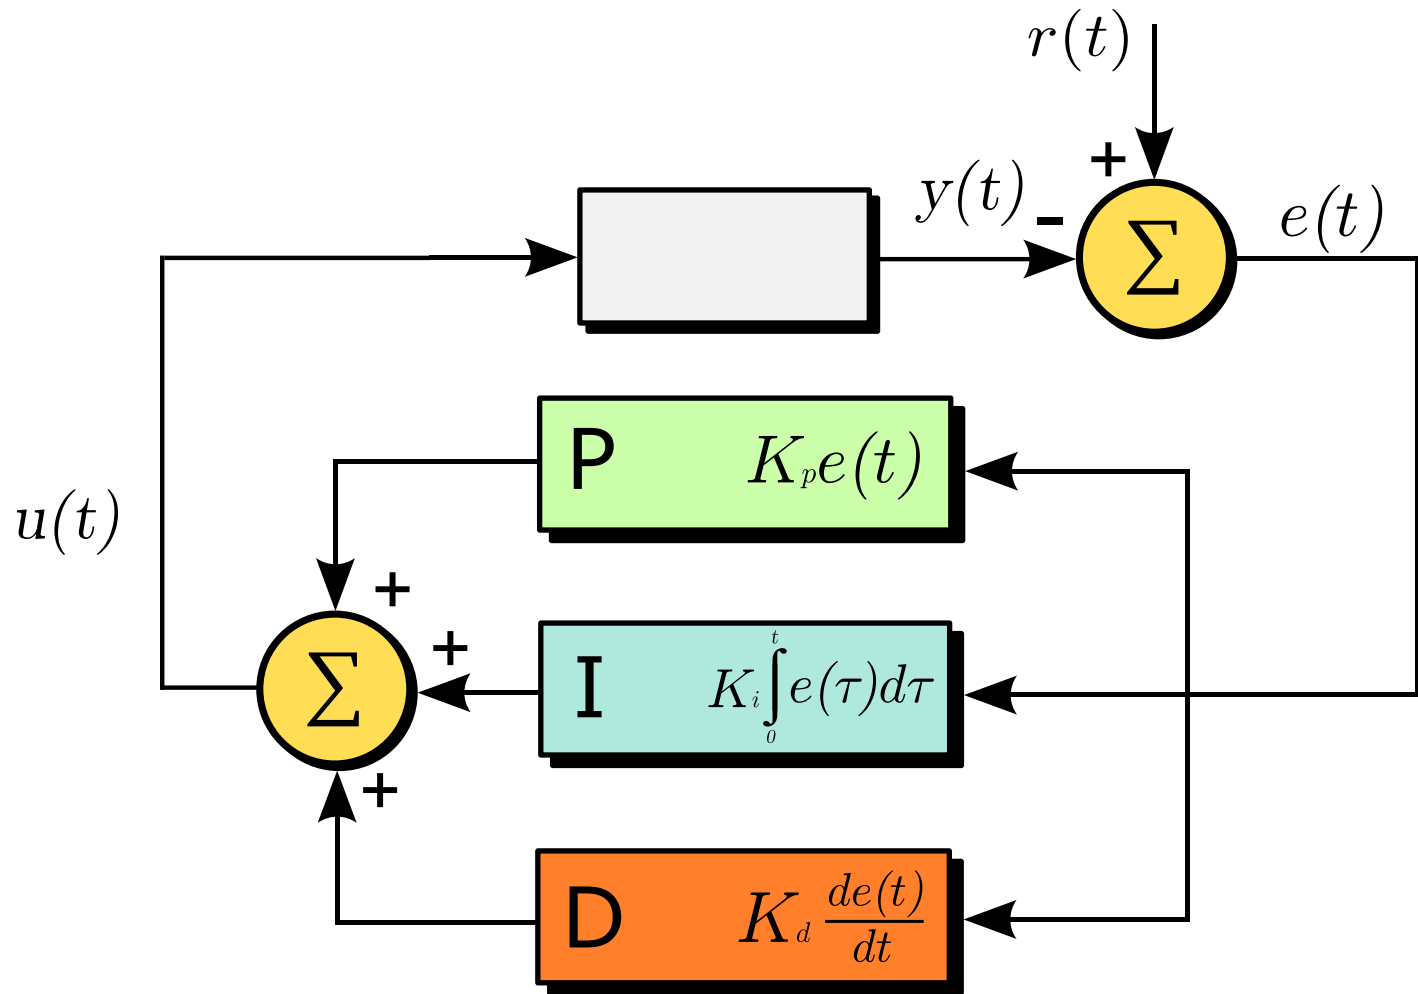 r(t)
+
y(t) -
Σ
e(t)
P K_p e(t)
u(t)
+
+
Σ
I K_i ∫_0^t e(τ)dτ
+
D K_d de(t)/dt